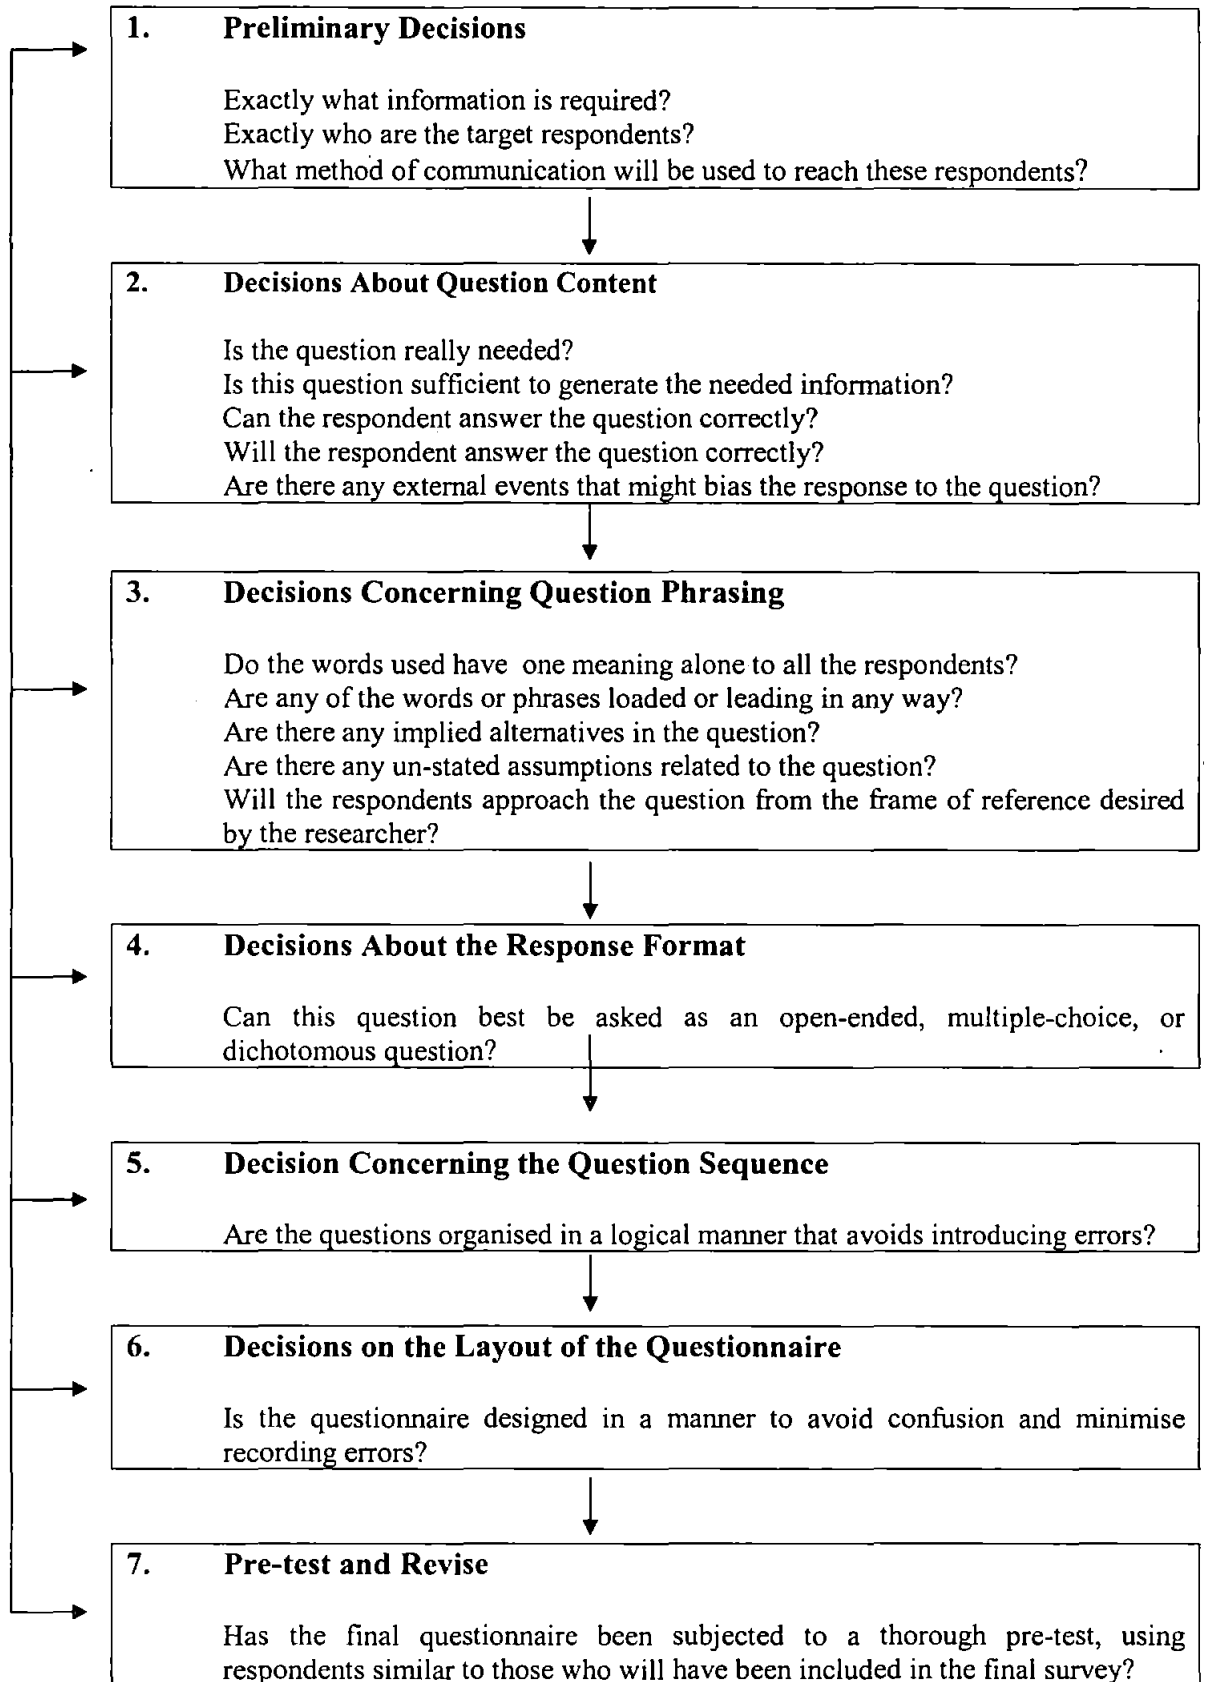 1. Preliminary Decisions
Exactly what information is required?
Exactly who are the target respondents?
What method of communication will be used to reach these respondents?
2. Decisions About Question Content
Is the question really needed?
Is this question sufficient to generate the needed information?
Can the respondent answer the question correctly?
Will the respondent answer the question correctly?
Are there any external events that might bias the response to the question?
3. Decisions Concerning Question Phrasing
Do the words used have one meaning alone to all the respondents?
Are any of the words or phrases loaded or leading in any way?
Are there any implied alternatives in the question?
Are there any un-stated assumptions related to the question?
Will the respondents approach the question from the frame of reference desired
by the researcher?
4. Decisions About the Response Format
Can this question best be asked as an open-ended, multiple-choice, or
dichotomous question?
5. Decision Concerning the Question Sequence
Are the questions organised in a logical manner that avoids introducing errors?
6. Decisions on the Layout of the Questionnaire
Is the questionnaire designed in a manner to avoid confusion and minimise
recording errors?
7. Pre-test and Revise
Has the final questionnaire been subjected to a thorough pre-test, using
respondents similar to those who will have been included in the final survey?